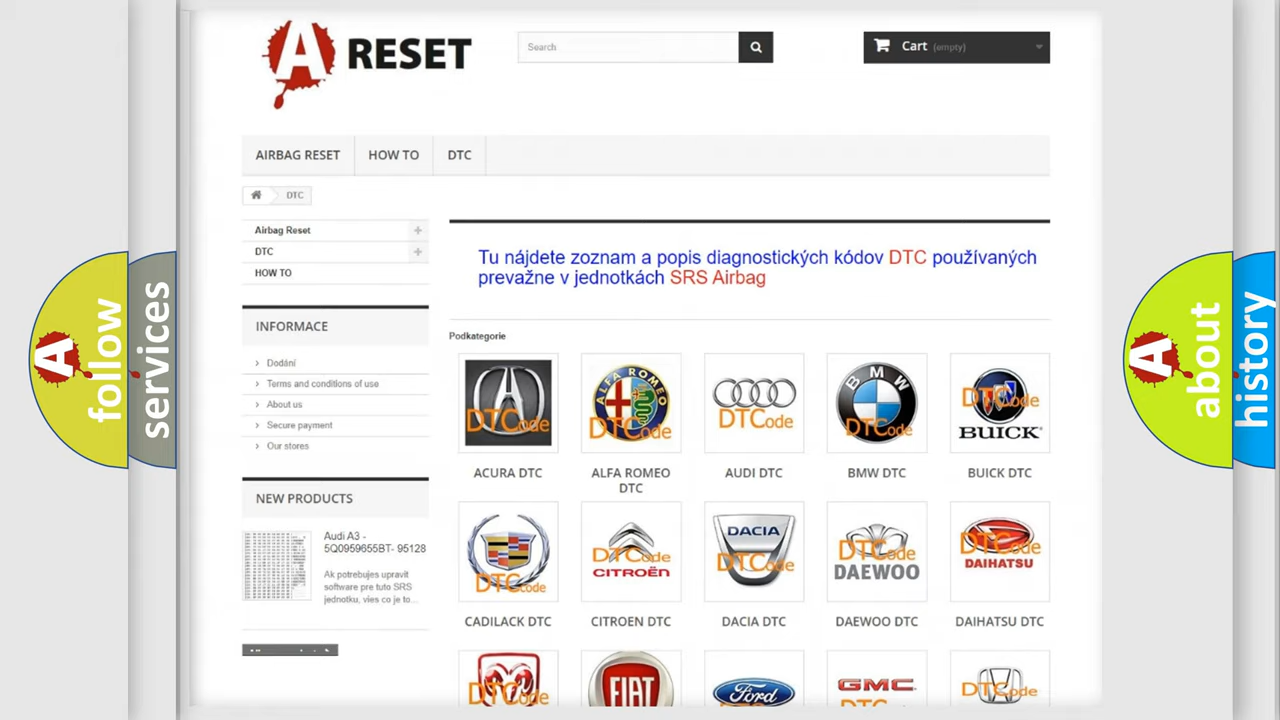 A RESET
Search
Cart (empty)
AIRBAG RESET
HOW TO
DTC
DTC
Airbag Reset
DTC
HOW TO
Tu nájdete zoznam a popis diagnostických kódov DTC používaných
prevažne v jednotkách SRS Airbag
INFORMACE
Podkategorie
Dodání
Terms and conditions of use
About us
Secure payment
Our stores
DTCode
ALFA ROMEO
DTCode
DTCode
BMW
DTCode
DTCode
BUICK
ACURA DTC
ALFA ROMEO
DTC
AUDI DTC
BMW DTC
BUICK DTC
NEW PRODUCTS
Audi A3 -
5Q0959655BT- 95128
Ak potrebujes upravit
software pre tuto SRS
jednotku, vies co je to...
DTCode
DTCode
CITROËN
DACIA
DTCode
DTCode
DAEWOO
DTCode
DAIHATSU
CADILACK DTC
CITROEN DTC
DACIA DTC
DAEWOO DTC
DAIHATSU DTC
DTCode
FIAT
Ford
GMC
DTCode
A follow
services
A about
history